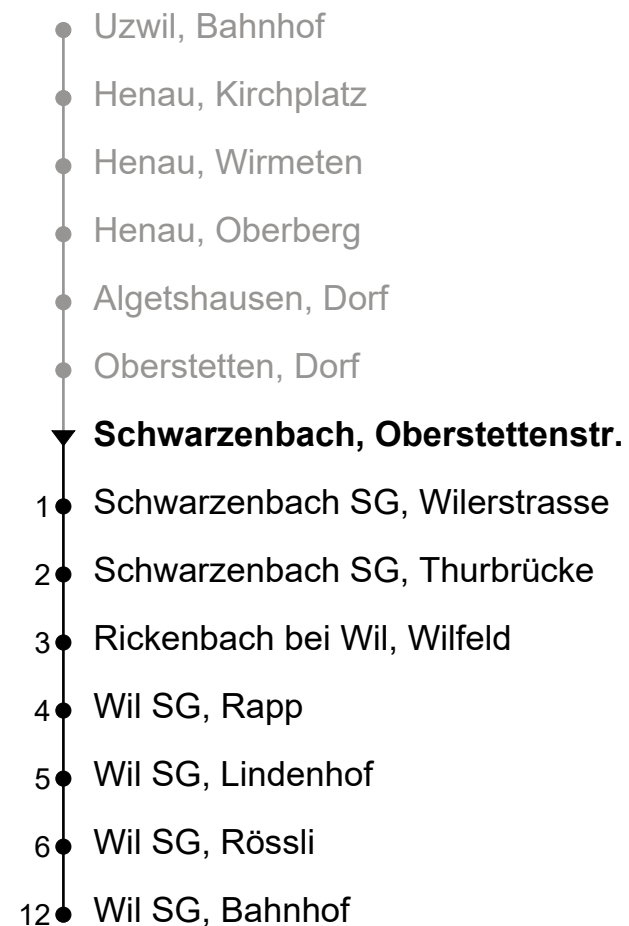 Uzwil, Bahnhof
Henau, Kirchplatz
Henau, Wirmeten
Henau, Oberberg
Algetshausen, Dorf
Oberstetten, Dorf
Schwarzenbach, Oberstettenstr.
1 Schwarzenbach SG, Wilerstrasse
2 Schwarzenbach SG, Thurbrücke
3 Rickenbach bei Wil, Wilfeld
4 Wil SG, Rapp
5 Wil SG, Lindenhof
6 Wil SG, Rössli
12 Wil SG, Bahnhof